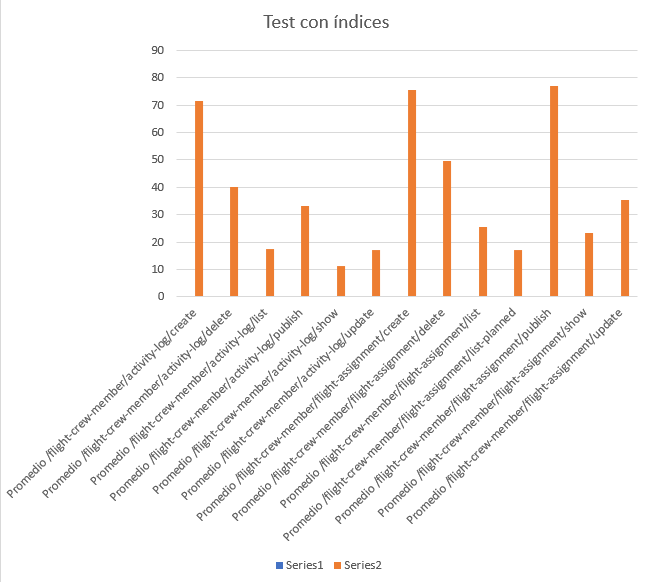 Test con índices
90
80
70
60
50
40
30
20
10
0
Promedio /flight-crew-member/activity-log/create
Promedio /flight-crew-member/activity-log/delete
Promedio /flight-crew-member/activity-log/list
Promedio /flight-crew-member/activity-log/publish
Promedio /flight-crew-member/activity-log/show
Promedio /flight-crew-member/activity-log/update
Promedio /flight-crew-member/flight-assignment/create
Promedio /flight-crew-member/flight-assignment/delete
Promedio /flight-crew-member/flight-assignment/list
Promedio /flight-crew-member/flight-assignment/list-planned
Promedio /flight-crew-member/flight-assignment/publish
Promedio /flight-crew-member/flight-assignment/show
Promedio /flight-crew-member/flight-assignment/update
Series1 Series2